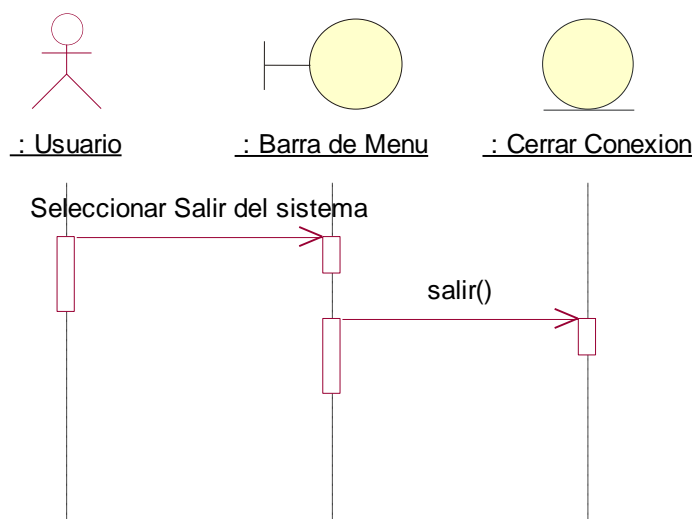 : Usuario
: Barra de Menu
: Cerrar Conexion
Seleccionar Salir del sistema
salir()